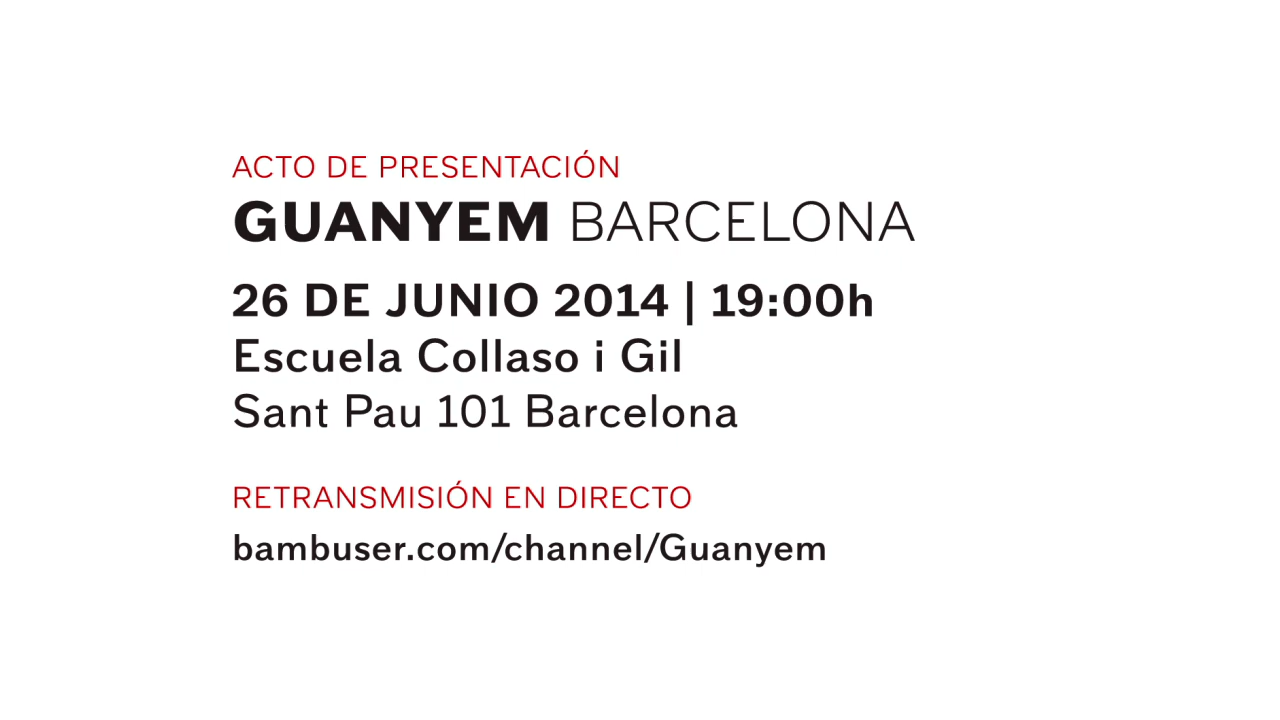 ACTO DE PRESENTACIÓN
GUANYEM BARCELONA
26 DE JUNIO 2014 | 19:00h
Escuela Collaso i Gil
Sant Pau 101 Barcelona
RETRANSMISIÓN EN DIRECTO
bambuser.com/channel/Guanyem